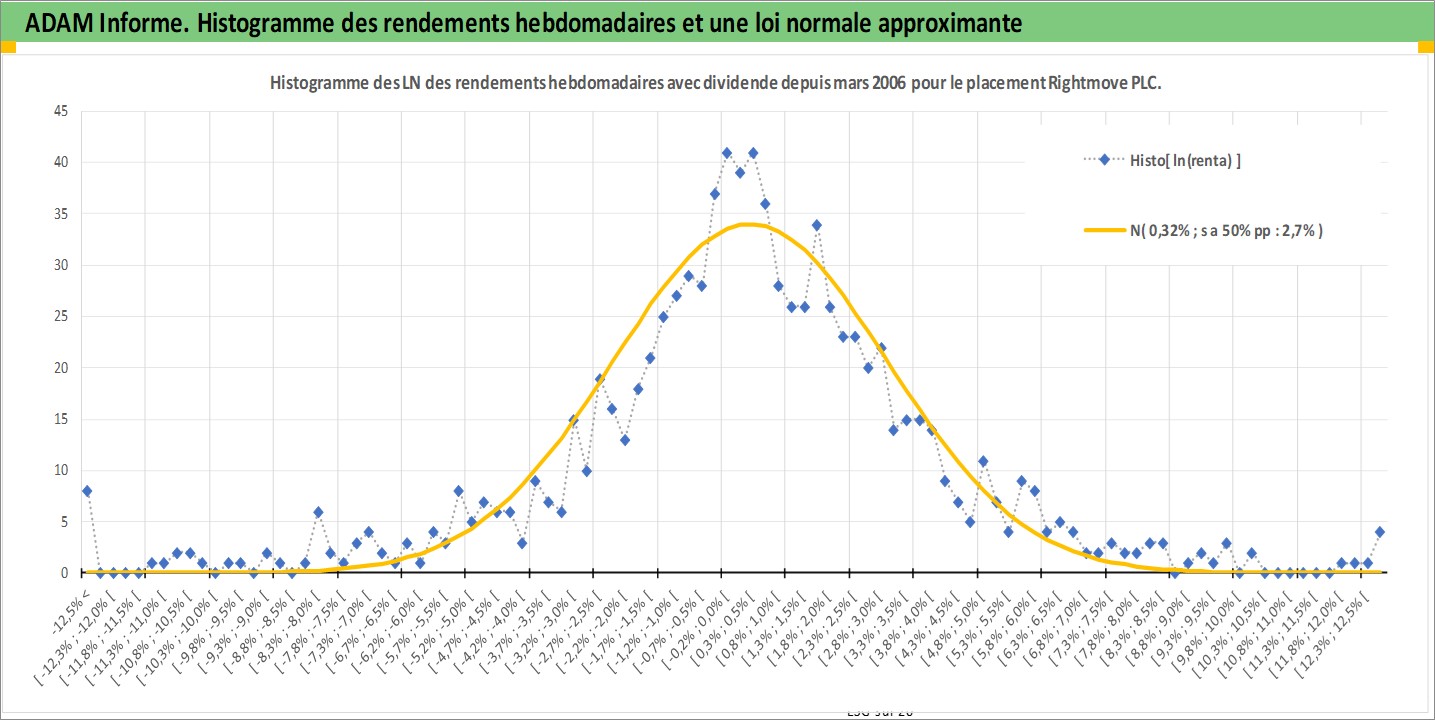 ADAM Informe. Histogramme des rendements hebdomadaires et une loi normale approximante
Histogramme des LN des rendements hebdomadaires avec dividende depuis mars 2006 pour le placement Rightmove PLC.
45
40
35
30
25
20
15
10
5
0
Histo[ ln(renta) ]
N( 0,32% ; s a 50% pp : 2,7% )
-12,5% <
[ -12,3% ; -12,0% [
[ -11,8% ; -11,5% [
[ -11,3% ; -11,0% [
[ -10,8% ; -10,5% [
[ -10,3% ; -10,0% [
[ -9,8% ; -9,5% [
[ -9,3% ; -9,0% [
[ -8,8% ; -8,5% [
[ -8,3% ; -8,0% [
[ -7,8% ; -7,5% [
[ -7,3% ; -7,0% [
[ -6,7% ; -6,5% [
[ -6,2% ; -6,0% [
[ -5,7% ; -5,5% [
[ -5,2% ; -5,0% [
[ -4,7% ; -4,5% [
[ -4,2% ; -4,0% [
[ -3,7% ; -3,5% [
[ -3,2% ; -3,0% [
[ -2,7% ; -2,5% [
[ -2,2% ; -2,0% [
[ -1,7% ; -1,5% [
[ -1,2% ; -1,0% [
[ -0,7% ; -0,5% [
[ -0,2% ; 0,0% [
[ 0,3% ; 0,5% [
[ 0,8% ; 1,0% [
[ 1,3% ; 1,5% [
[ 1,8% ; 2,0% [
[ 2,3% ; 2,5% [
[ 2,8% ; 3,0% [
[ 3,3% ; 3,5% [
[ 3,8% ; 4,0% [
[ 4,3% ; 4,5% [
[ 4,8% ; 5,0% [
[ 5,3% ; 5,5% [
[ 5,8% ; 6,0% [
[ 6,3% ; 6,5% [
[ 6,8% ; 7,0% [
[ 7,3% ; 7,5% [
[ 7,8% ; 8,0% [
[ 8,3% ; 8,5% [
[ 8,8% ; 9,0% [
[ 9,3% ; 9,5% [
[ 9,8% ; 10,0% [
[ 10,3% ; 10,5% [
[ 10,8% ; 11,0% [
[ 11,3% ; 11,5% [
[ 11,8% ; 12,0% [
[ 12,3% ; 12,5% [